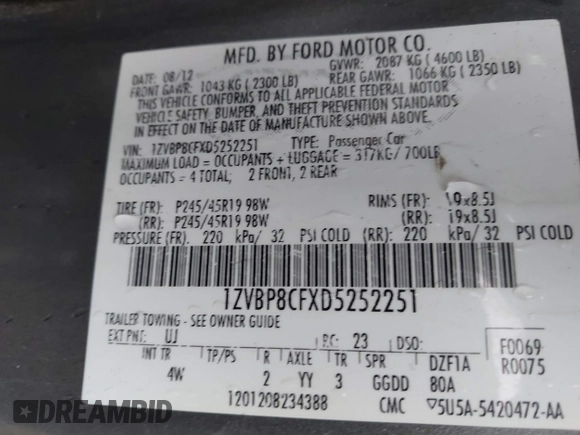 MFD. BY FORD MOTOR CO.
DATE: 08/12 GVWR: 2087 KG ( 4600 LB)
FRONT GAWR: 1043 KG ( 2300 LB) REAR GAWR: 1066 KG ( 2350 LB)
THIS VEHICLE CONFORMS TO ALL APPLICABLE FEDERAL MOTOR
VEHICLE SAFETY, BUMPER, AND THEFT PREVENTION STANDARDS
IN EFFECT ON THE DATE OF MANUFACTURE SHOWN ABOVE.
VIN: 1ZVBP8CFXD5252251 TYPE: Passenger Car
MAXIMUM LOAD = OCCUPANTS + LUGGAGE = 317KG/ 700LB
OCCUPANTS = 4 TOTAL; 2 FRONT, 2 REAR
TIRE (FR): P245/45R19 98W RIMS (FR): 19x8.5J
(RR): P245/45R19 98W (RR): 19x8.5J
PRESSURE (FR): 220 kPa/ 32 PSI COLD (RR): 220 kPa/ 32 PSI COLD
1ZVBP8CFXD5252251
TRAILER TOWING - SEE OWNER GUIDE
EXT PNT: UJ RC: 23 DSO: F0069
INT TR TP/PS R AXLE TR SPR DZF1A R0075
4W 2 YY 3 GGDD 80A
1201208234388 CMC ▽5U5A-5420472-AA